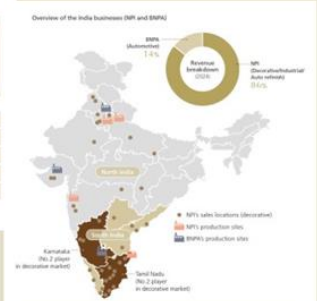 Overview of the India businesses (NPI and BNPA)
BNPA
(Automotive)
14%
Revenue
breakdown
(2024)
NPI
(Decorative/Industrial/
Auto refinish)
86%
North India
South India
Karnataka
(No.2 player
in decorative market)
Tamil Nadu
(No.2 player
in decorative market)
NPI's sales locations (decorative)
NPI's production sites
BNPA's production sites